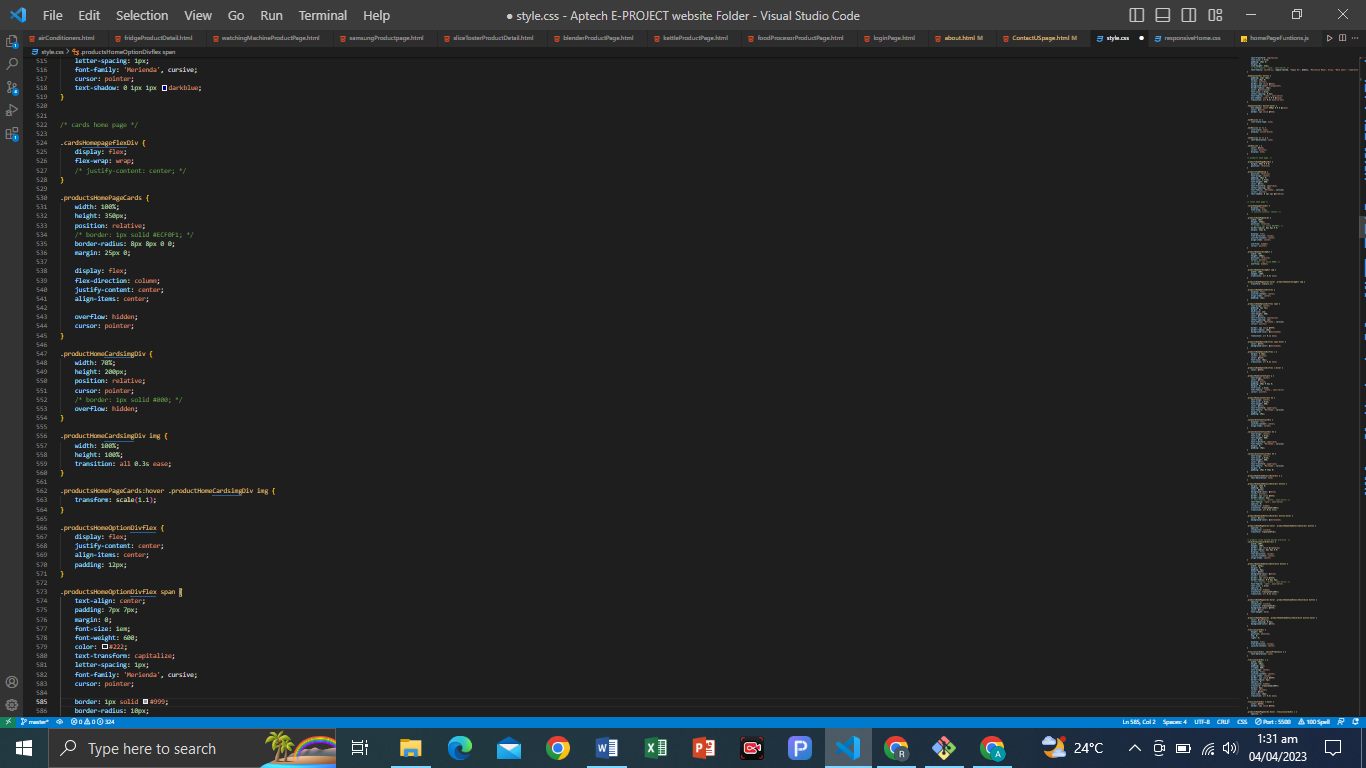 File Edit Selection View Go Run Terminal Help
● style.css - Aptech E-PROJECT website Folder - Visual Studio Code
airConditioners.html fridgeProductDetail.html watchingMachineProductPage.html samsungProductpage.html sliceTosterProductDetail.html blenderProductPage.html kettleProductPage.html foodProcesorProductPage.html loginPage.html about.html M ContactUSpage.html M style.css ● responsiveHome.css homePageFuntions.js
style.css > .productsHomeOptionDivflex span
515 letter-spacing: 1px;
516 font-family: 'Merienda', cursive;
517 cursor: pointer;
518 text-shadow: 0 1px 1px darkblue;
519 }
520
521
522 /* cards home page */
523
524 .cardsHomepageflexDiv {
525 display: flex;
526 flex-wrap: wrap;
527 /* justify-content: center; */
528 }
529
530 .productsHomePageCards {
531 width: 100%;
532 height: 350px;
533 position: relative;
534 /* border: 1px solid #ECF0F1; */
535 border-radius: 8px 8px 0 0;
536 margin: 25px 0;
537
538 display: flex;
539 flex-direction: column;
540 justify-content: center;
541 align-items: center;
542
543 overflow: hidden;
544 cursor: pointer;
545 }
546
547 .productHomeCardsimgDiv {
548 width: 70%;
549 height: 200px;
550 position: relative;
551 cursor: pointer;
552 /* border: 1px solid #000; */
553 overflow: hidden;
554 }
555
556 .productHomeCardsimgDiv img {
557 width: 100%;
558 height: 100%;
559 transition: all 0.3s ease;
560 }
561
562 .productsHomePageCards:hover .productHomeCardsimgDiv img {
563 transform: scale(1.1);
564 }
565
566 .productsHomeOptionDivflex {
567 display: flex;
568 justify-content: center;
569 align-items: center;
570 padding: 12px;
571 }
572
573 .productsHomeOptionDivflex span {
574 text-align: center;
575 padding: 7px 7px;
576 margin: 0;
577 font-size: 1em;
578 font-weight: 600;
579 color: #222;
580 text-transform: capitalize;
581 letter-spacing: 1px;
582 font-family: 'Merienda', cursive;
583 cursor: pointer;
584
585 border: 1px solid #999;
586 border-radius: 10px;
master* 0 0 324 Ln 585, Col 2 Spaces: 4 UTF-8 CRLF CSS Port : 5500 100 Spell
Type here to search
24°C
1:31 am
04/04/2023